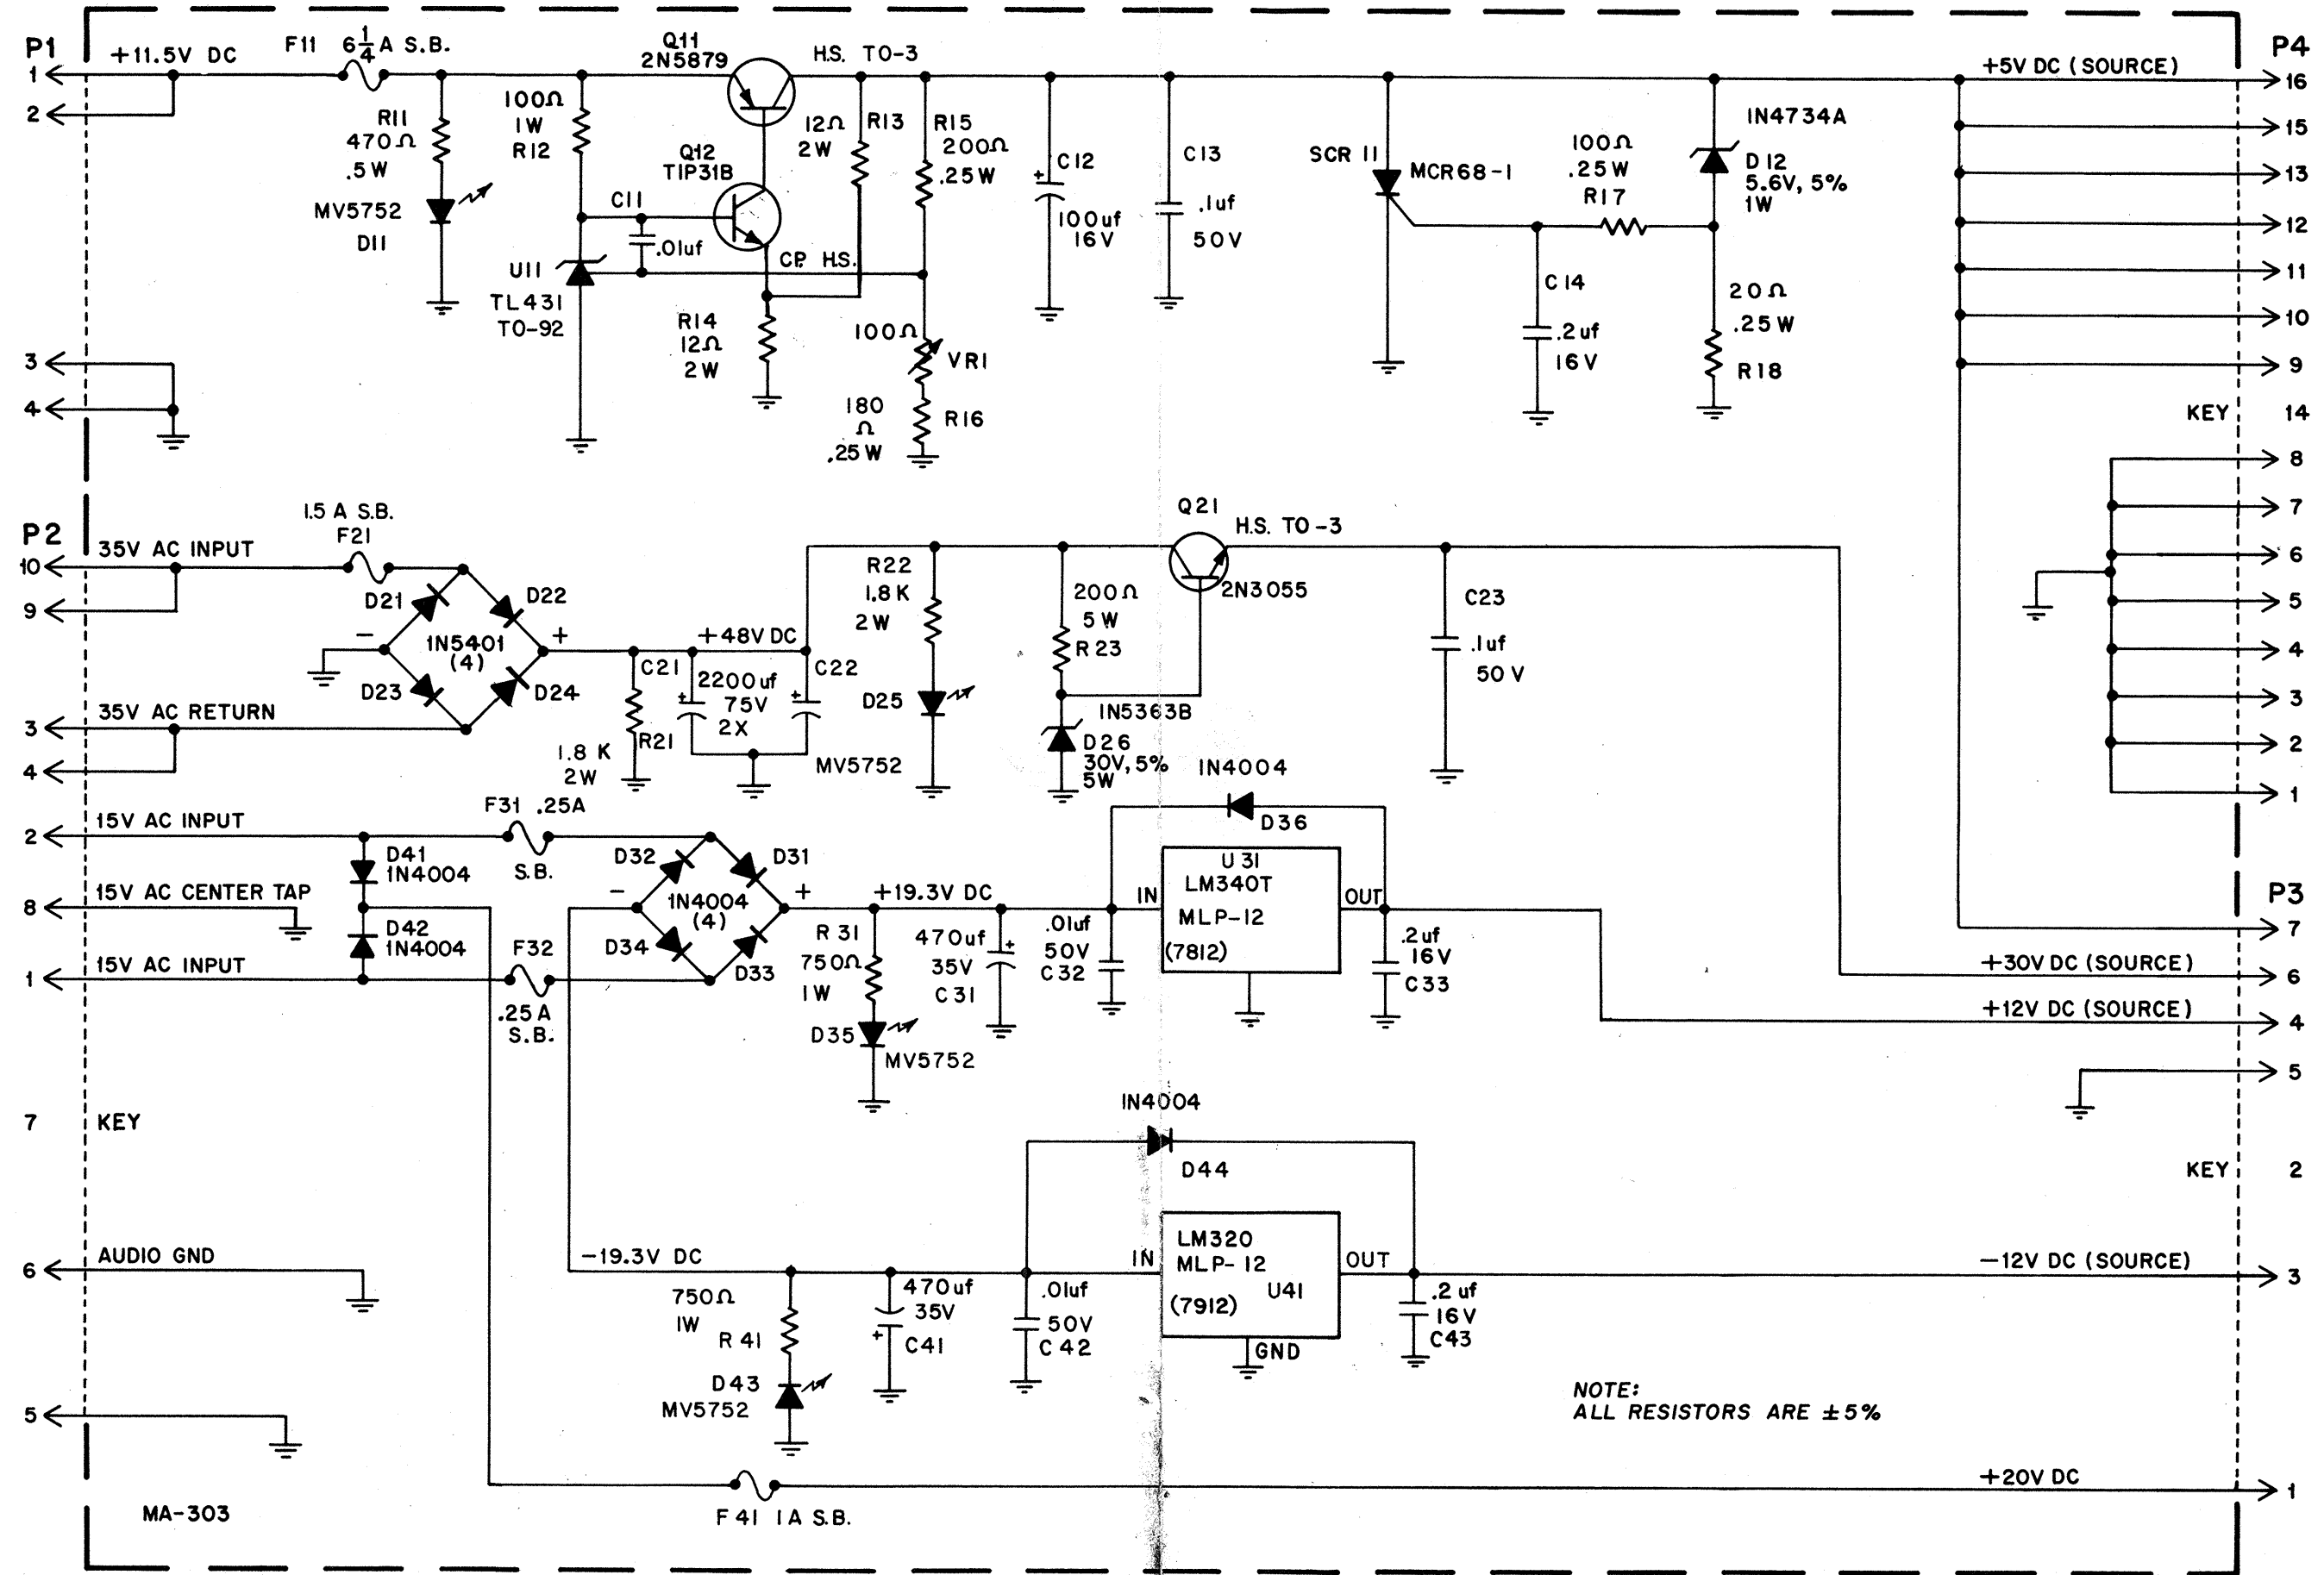 P1
1
2
3
4
+11.5V DC
F11 6 1/4 A S.B.
R11
470Ω
.5W
MV5752
D11
100Ω
1W
R12
U11
TL431
TO-92
C11
.01uf
Q11
2N5879
H.S. TO-3
Q12
TIP31B
C.P. H.S.
12Ω
2W
R13
R14
12Ω
2W
R15
200Ω
.25W
100Ω
VR1
180
Ω
.25W
R16
C12
100uf
16V
C13
.1uf
50V
SCR 11
MCR68-1
100Ω
.25W
R17
C14
.2uf
16V
1N4734A
D12
5.6V, 5%
1W
20Ω
.25W
R18
+5V DC (SOURCE)
P4
16
15
13
12
11
10
9
KEY 14
8
7
6
5
4
3
2
1
P2
10
9
3
4
35V AC INPUT
1.5 A S.B.
F21
D21
D22
1N5401
(4)
D23
D24
−
+
35V AC RETURN
+48V DC
C21
2200uf
75V
2X
C22
1.8 K
2W
R21
R22
1.8K
2W
D25
MV5752
200Ω
5W
R23
1N5363B
D26
30V, 5%
5W
Q21
H.S. TO-3
2N3055
C23
.1uf
50V
2
8
1
15V AC INPUT
15V AC CENTER TAP
15V AC INPUT
D41
1N4004
D42
1N4004
F31 .25A
S.B.
F32
.25A
S.B.
D32
D31
1N4004
(4)
D34
D33
−
+
+19.3V DC
R31
750Ω
1W
D35
MV5752
470uf
35V
C31
.01uf
50V
C32
1N4004
D36
IN
U31
LM340T
MLP-12
(7812)
OUT
.2uf
16V
C33
P3
7
+30V DC (SOURCE)
6
+12V DC (SOURCE)
4
5
7 KEY
KEY 2
6
AUDIO GND
5
−19.3V DC
750Ω
1W
R41
D43
MV5752
470uf
35V
C41
.01uf
50V
C42
1N4004
D44
IN
LM320
MLP-12
U41
(7912)
OUT
GND
.2uf
16V
C43
−12V DC (SOURCE)
3
NOTE:
ALL RESISTORS ARE ±5%
F41 1A S.B.
+20V DC
1
MA-303